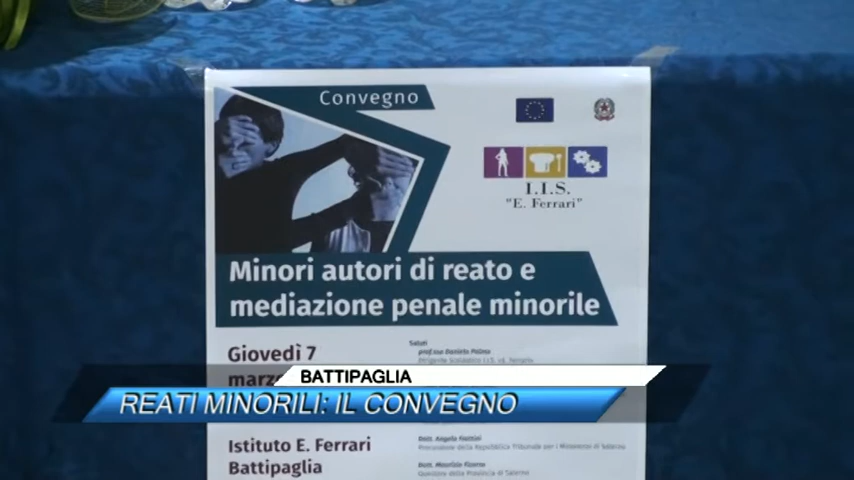 Convegno
I.I.S.
"E. Ferrari"
Minori autori di reato e
mediazione penale minorile
Giovedì 7
Saluti
BATTIPAGLIA
REATI MINORILI: IL CONVEGNO
Istituto E. Ferrari
Battipaglia